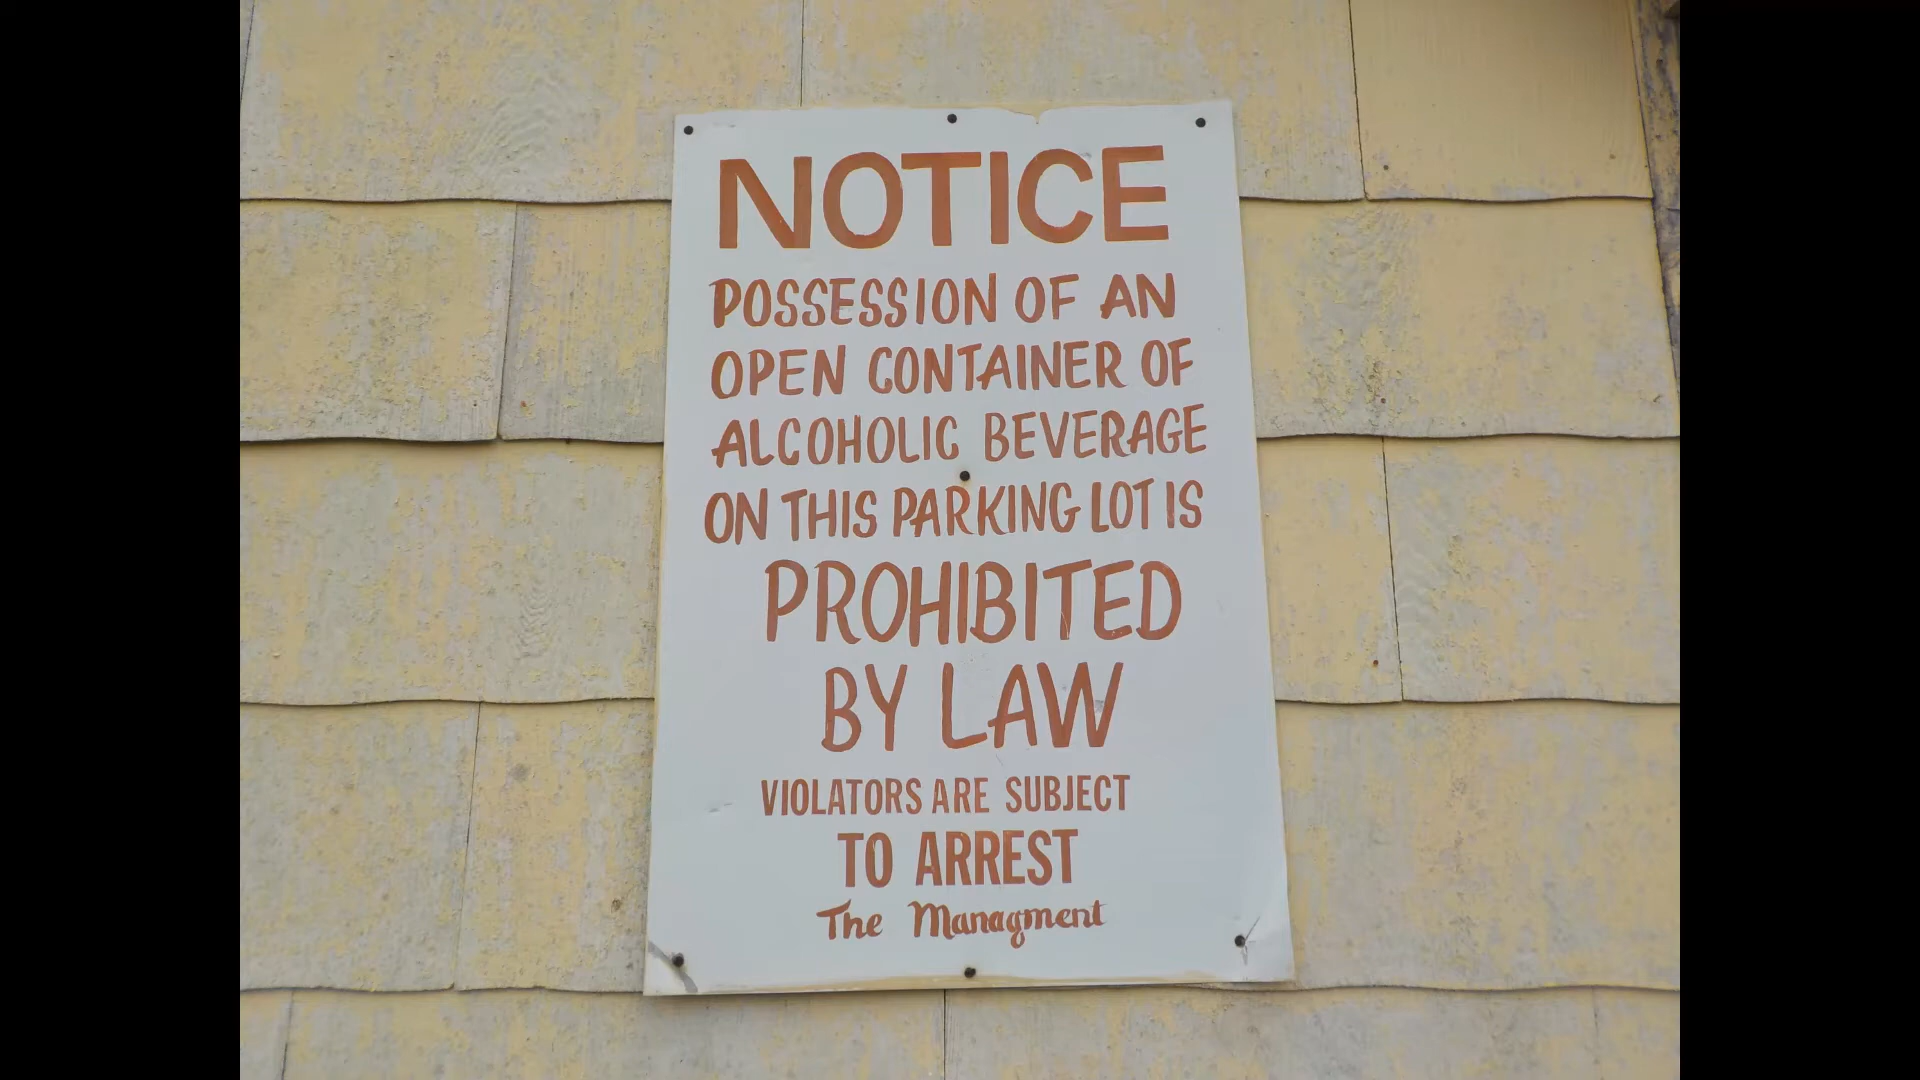 NOTICE
POSSESSION OF AN
OPEN CONTAINER OF
ALCOHOLIC BEVERAGE
ON THIS PARKING LOT IS
PROHIBITED
BY LAW
VIOLATORS ARE SUBJECT
TO ARREST
The Managment